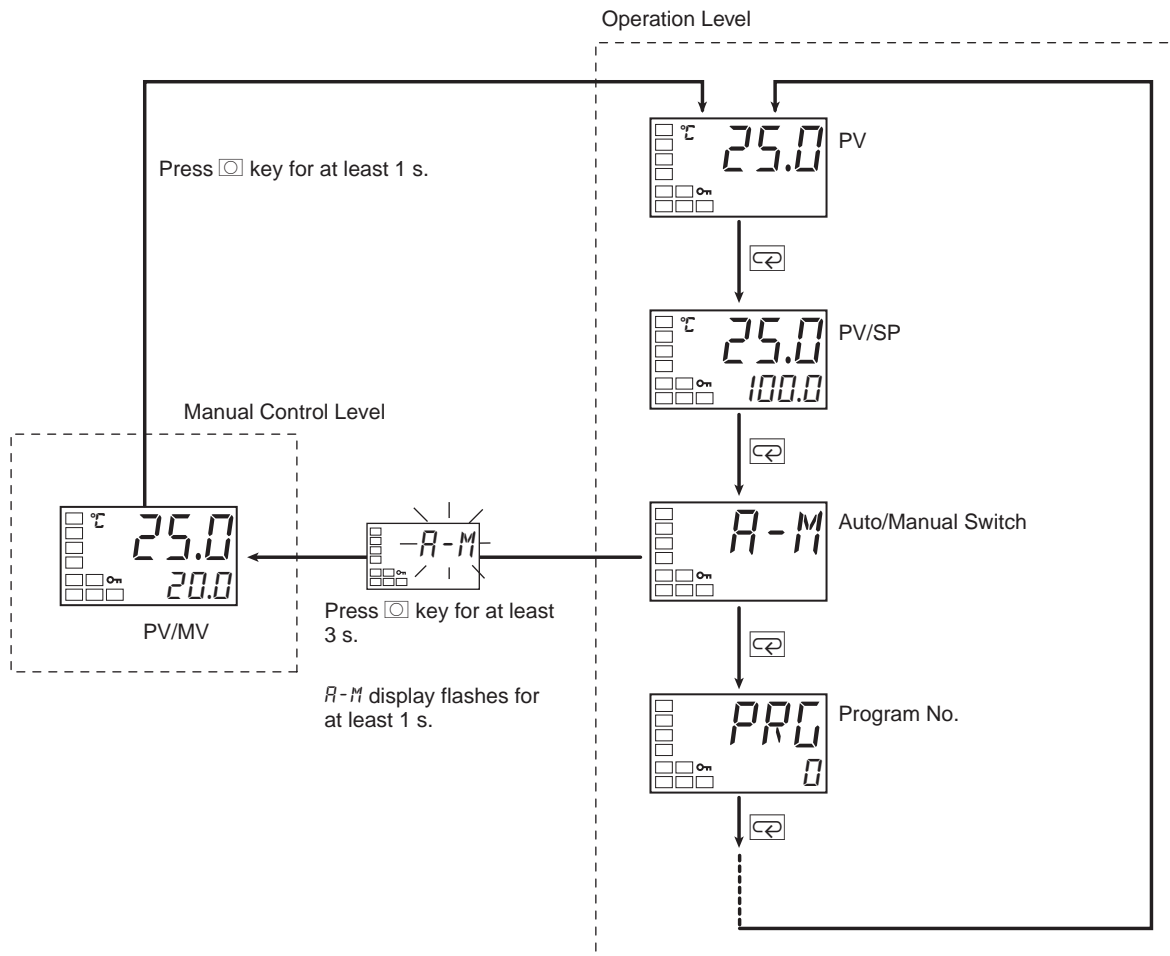 Operation Level
℃ 25.0
PV
Press key for at least 1 s.
℃ 25.0
100.0
PV/SP
Manual Control Level
℃ 25.0
20.0
PV/MV
A-M
Press key for at least
3 s.
A-M display flashes for
at least 1 s.
A-M
Auto/Manual Switch
PRG
0
Program No.